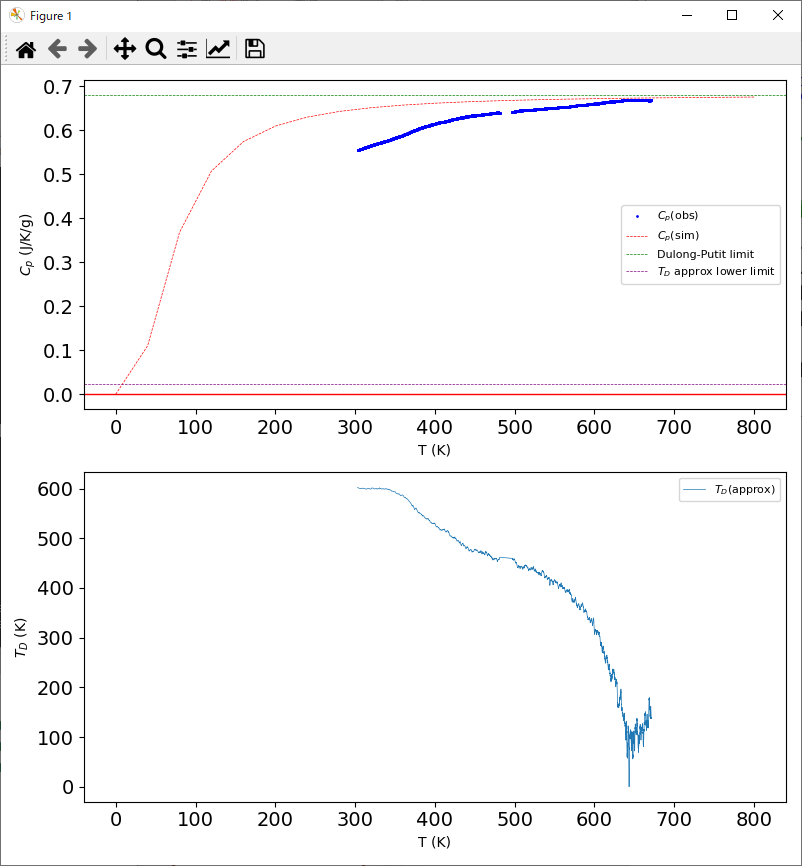 Figure 1
0.7
0.6
0.5
0.4
0.3
0.2
0.1
0.0
C_p (J/K/g)
C_p(obs)
C_p(sim)
Dulong-Putit limit
T_D approx lower limit
0 100 200 300 400 500 600 700 800
T (K)
600
500
400
300
200
100
0
T_D (K)
T_D(approx)
0 100 200 300 400 500 600 700 800
T (K)